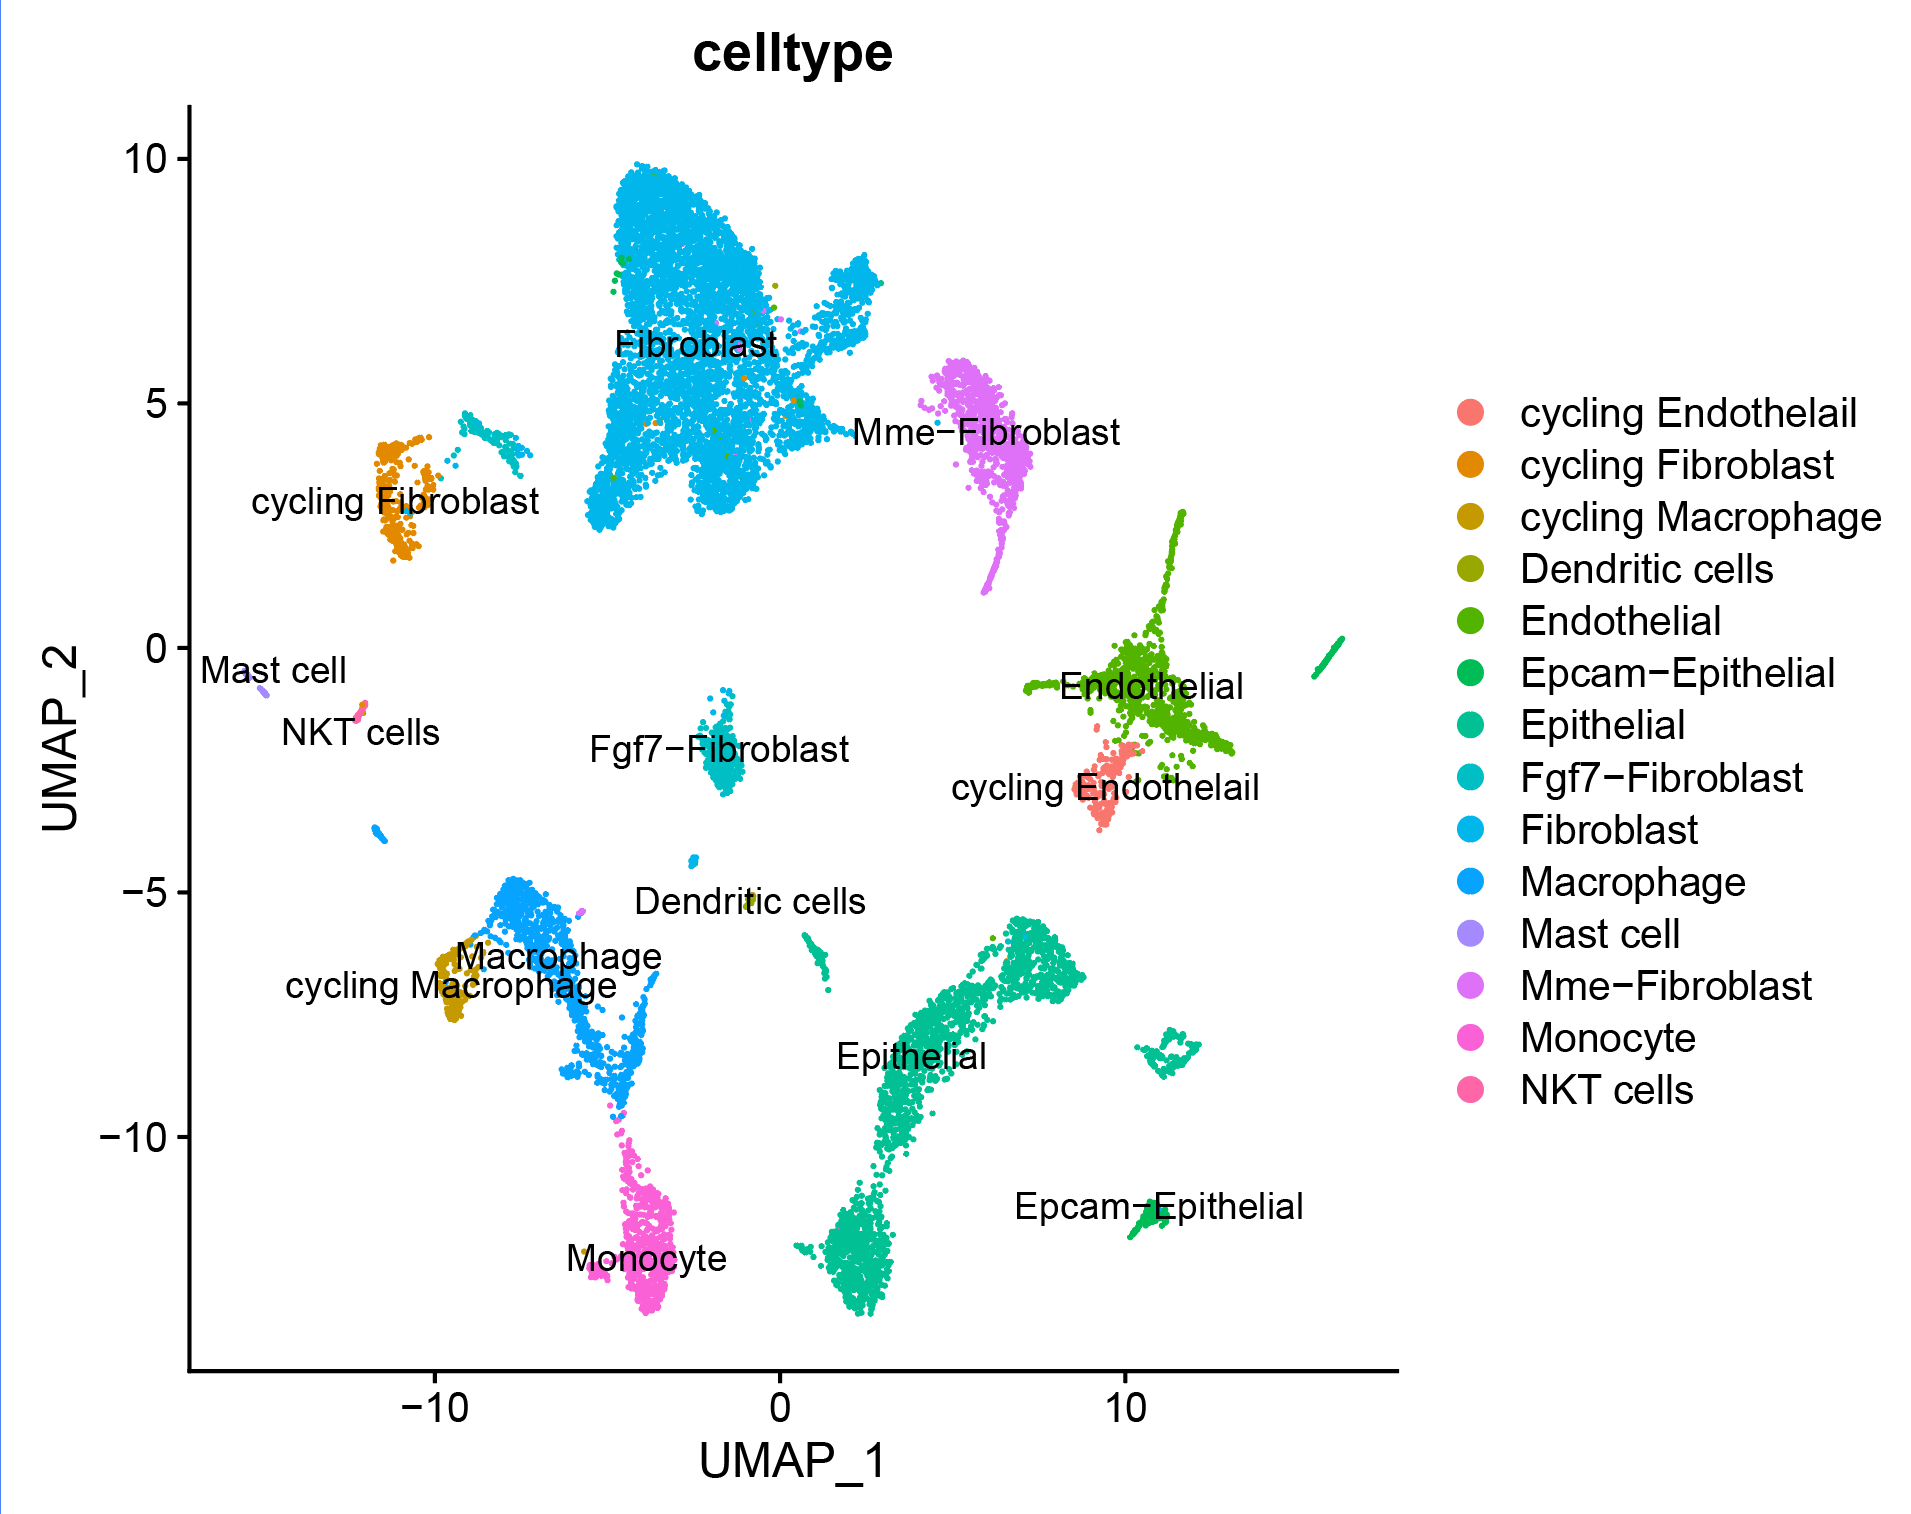 celltype
10
5
0
−5
−10
UMAP_2
Fibroblast
Mme−Fibroblast
cycling Fibroblast
Mast cell
NKT cells
Endothelial
Fgf7−Fibroblast
cycling Endothelail
Dendritic cells
Macrophage
cycling Macrophage
Epithelial
Epcam−Epithelial
Monocyte
−10
0
10
UMAP_1
cycling Endothelail
cycling Fibroblast
cycling Macrophage
Dendritic cells
Endothelial
Epcam−Epithelial
Epithelial
Fgf7−Fibroblast
Fibroblast
Macrophage
Mast cell
Mme−Fibroblast
Monocyte
NKT cells